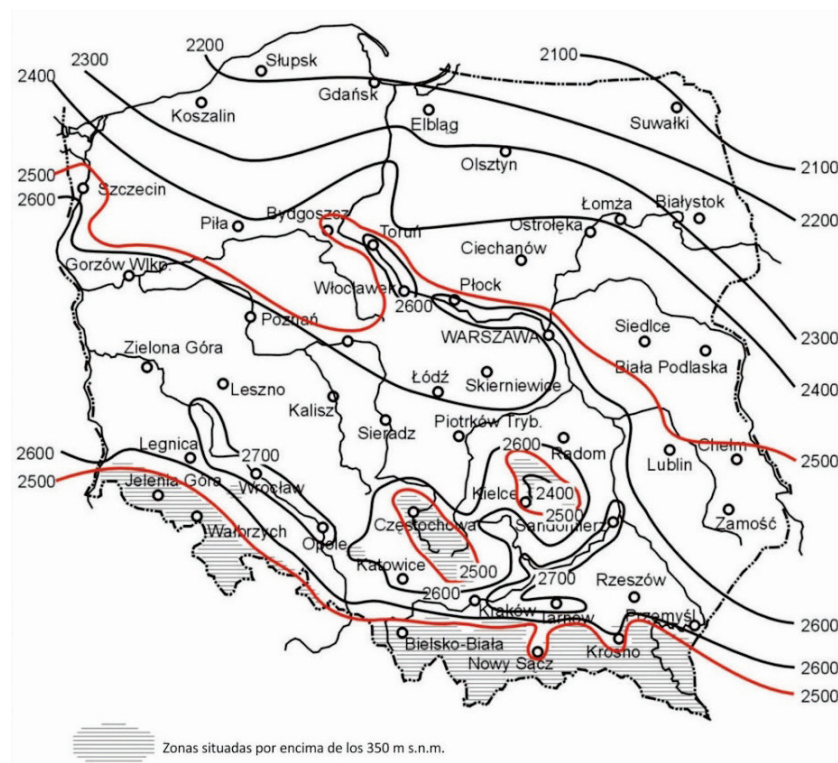 2200
2100
2300
Słupsk
2400
Gdańsk
Koszalin
Elbląg
Suwałki
Olsztyn
2100
2500
Szczecin
2600
Łomża
Białystok
2200
Piła
Bydgoszcz
Toruń
Ostrołęka
Ciechanów
Gorzów Wlkp.
Włocławek
Płock
2600
Poznań
WARSZAWA
Siedlce
2300
Zielona Góra
Biała Podlaska
Łódź
Skierniewice
2400
Leszno
Kalisz
Sieradz
Piotrków Tryb.
Legnica
2600
Radom
Chełm
2600
2700
Lublin
2500
2500
Jelenia Góra
Wrocław
Kielce
2400
Wałbrzych
Częstochowa
2500
Sandomierz
Zamość
Opole
Katowice
2500
2700
Rzeszów
2600
Kraków
Tarnów
Przemyśl
2600
Bielsko-Biała
Krosno
Nowy Sącz
2600
2500
Zonas situadas por encima de los 350 m s.n.m.